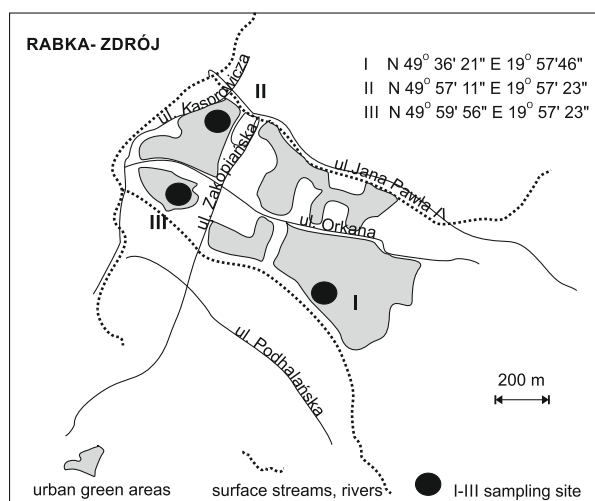 RABKA- ZDRÓJ
I N 49° 36' 21" E 19° 57'46"
II N 49° 57' 11" E 19° 57' 23"
III N 49° 59' 56" E 19° 57' 23"
ul. Kasprowicza
II
ul. Zakopiańska
ul Jana Pawła
III
ul. Orkana
I
ul. Podhalańska
200 m
urban green areas
surface streams, rivers
I-III sampling site